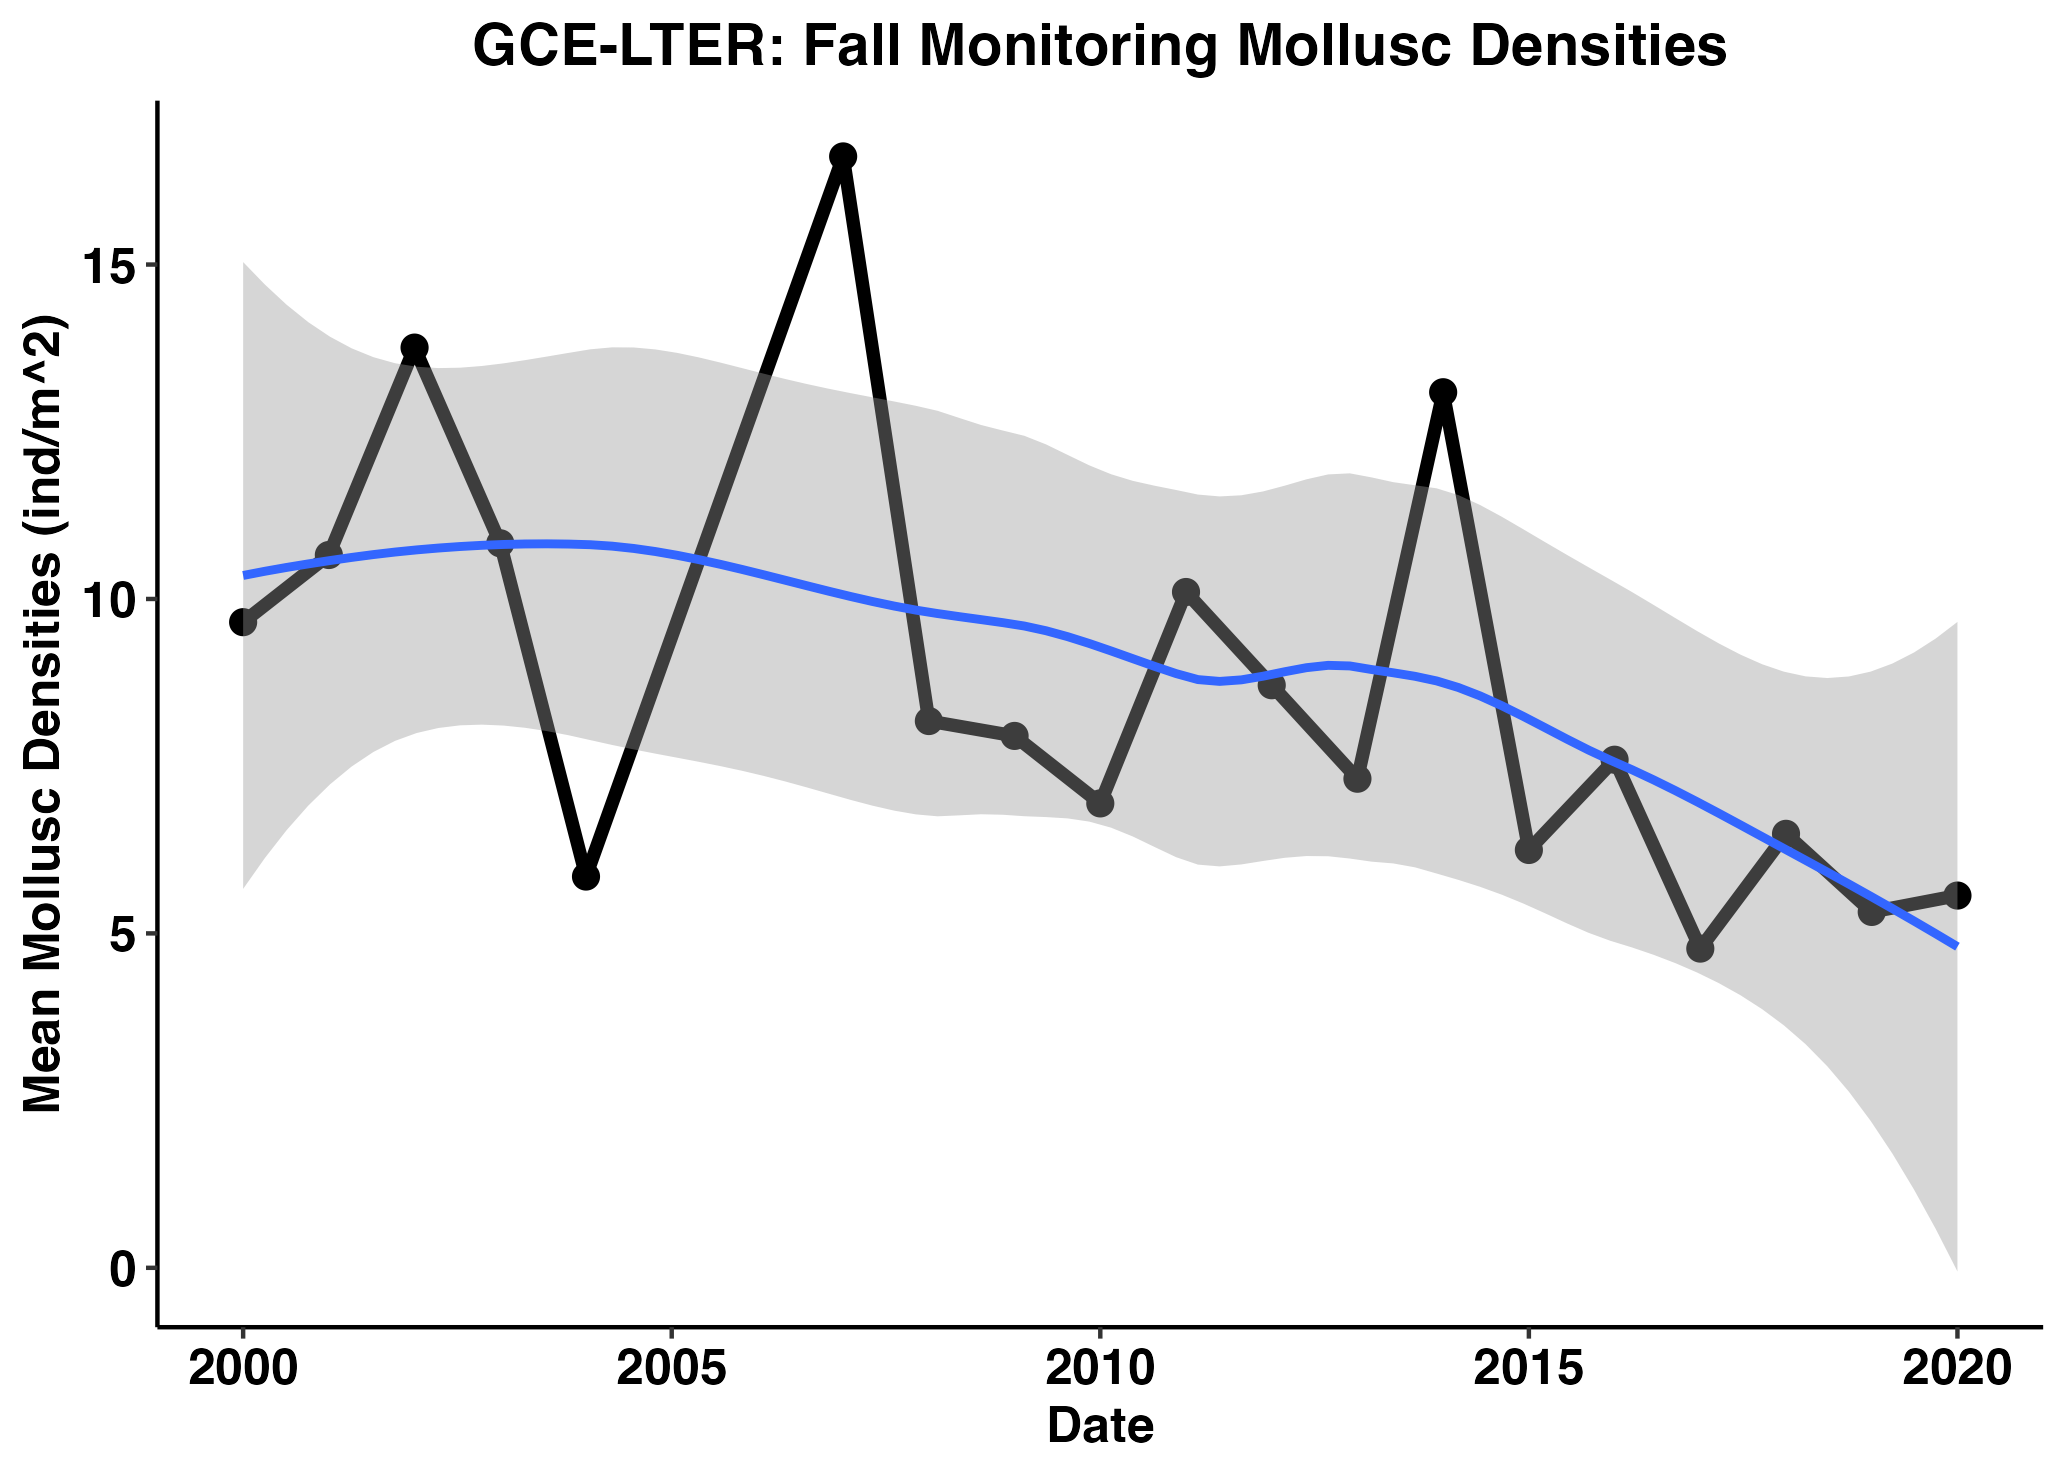 GCE-LTER: Fall Monitoring Mollusc Densities
Mean Mollusc Densities (ind/m^2)
15
10
5
0
2000 2005 2010 2015 2020
Date